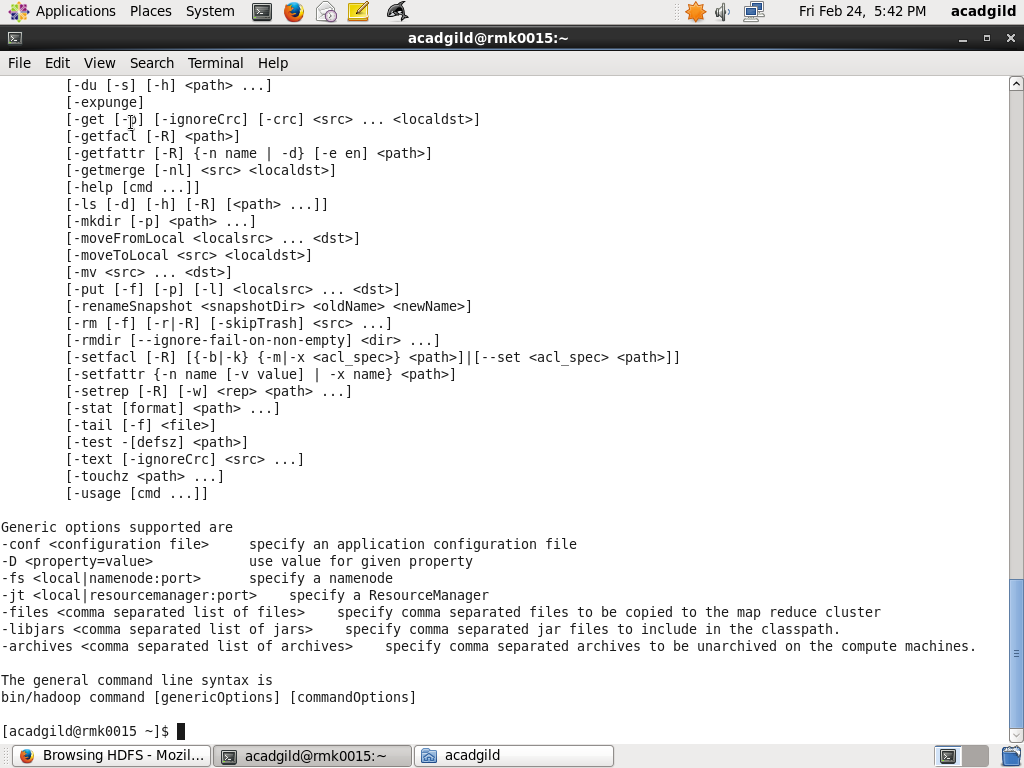 Applications Places System Fri Feb 24, 5:42 PM acadgild
acadgild@rmk0015:~
File Edit View Search Terminal Help
[-du [-s] [-h] <path> ...]
[-expunge]
[-get [-p] [-ignoreCrc] [-crc] <src> ... <localdst>]
[-getfacl [-R] <path>]
[-getfattr [-R] {-n name | -d} [-e en] <path>]
[-getmerge [-nl] <src> <localdst>]
[-help [cmd ...]]
[-ls [-d] [-h] [-R] [<path> ...]]
[-mkdir [-p] <path> ...]
[-moveFromLocal <localsrc> ... <dst>]
[-moveToLocal <src> <localdst>]
[-mv <src> ... <dst>]
[-put [-f] [-p] [-l] <localsrc> ... <dst>]
[-renameSnapshot <snapshotDir> <oldName> <newName>]
[-rm [-f] [-r|-R] [-skipTrash] <src> ...]
[-rmdir [--ignore-fail-on-non-empty] <dir> ...]
[-setfacl [-R] [{-b|-k} {-m|-x <acl_spec>} <path>]|[--set <acl_spec> <path>]]
[-setfattr {-n name [-v value] | -x name} <path>]
[-setrep [-R] [-w] <rep> <path> ...]
[-stat [format] <path> ...]
[-tail [-f] <file>]
[-test -[defsz] <path>]
[-text [-ignoreCrc] <src> ...]
[-touchz <path> ...]
[-usage [cmd ...]]
Generic options supported are
-conf <configuration file>     specify an application configuration file
-D <property=value>            use value for given property
-fs <local|namenode:port>      specify a namenode
-jt <local|resourcemanager:port>    specify a ResourceManager
-files <comma separated list of files>    specify comma separated files to be copied to the map reduce cluster
-libjars <comma separated list of jars>    specify comma separated jar files to include in the classpath.
-archives <comma separated list of archives>    specify comma separated archives to be unarchived on the compute machines.
The general command line syntax is
bin/hadoop command [genericOptions] [commandOptions]
[acadgild@rmk0015 ~]$
Browsing HDFS - Mozil... acadgild@rmk0015:~ acadgild